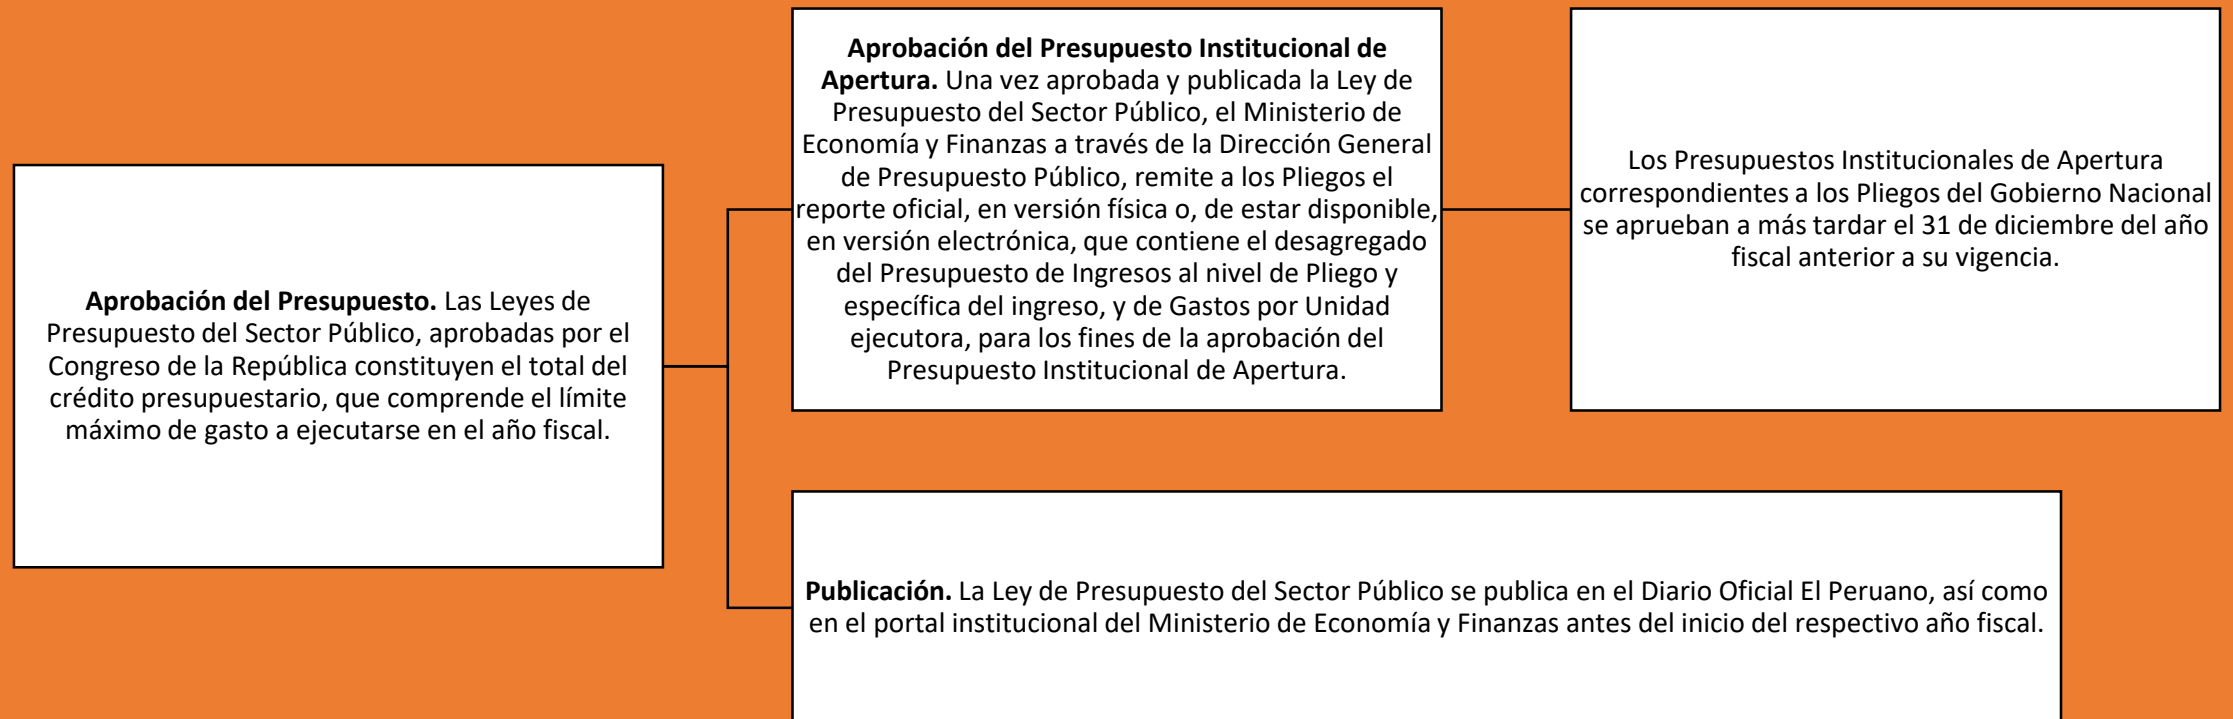 Aprobación del Presupuesto. Las Leyes de
Presupuesto del Sector Público, aprobadas por el
Congreso de la República constituyen el total del
crédito presupuestario, que comprende el límite
máximo de gasto a ejecutarse en el año fiscal.
Aprobación del Presupuesto Institucional de
Apertura. Una vez aprobada y publicada la Ley de
Presupuesto del Sector Público, el Ministerio de
Economía y Finanzas a través de la Dirección General
de Presupuesto Público, remite a los Pliegos el
reporte oficial, en versión física o, de estar disponible,
en versión electrónica, que contiene el desagregado
del Presupuesto de Ingresos al nivel de Pliego y
específica del ingreso, y de Gastos por Unidad
ejecutora, para los fines de la aprobación del
Presupuesto Institucional de Apertura.
Los Presupuestos Institucionales de Apertura
correspondientes a los Pliegos del Gobierno Nacional
se aprueban a más tardar el 31 de diciembre del año
fiscal anterior a su vigencia.
Publicación. La Ley de Presupuesto del Sector Público se publica en el Diario Oficial El Peruano, así como
en el portal institucional del Ministerio de Economía y Finanzas antes del inicio del respectivo año fiscal.